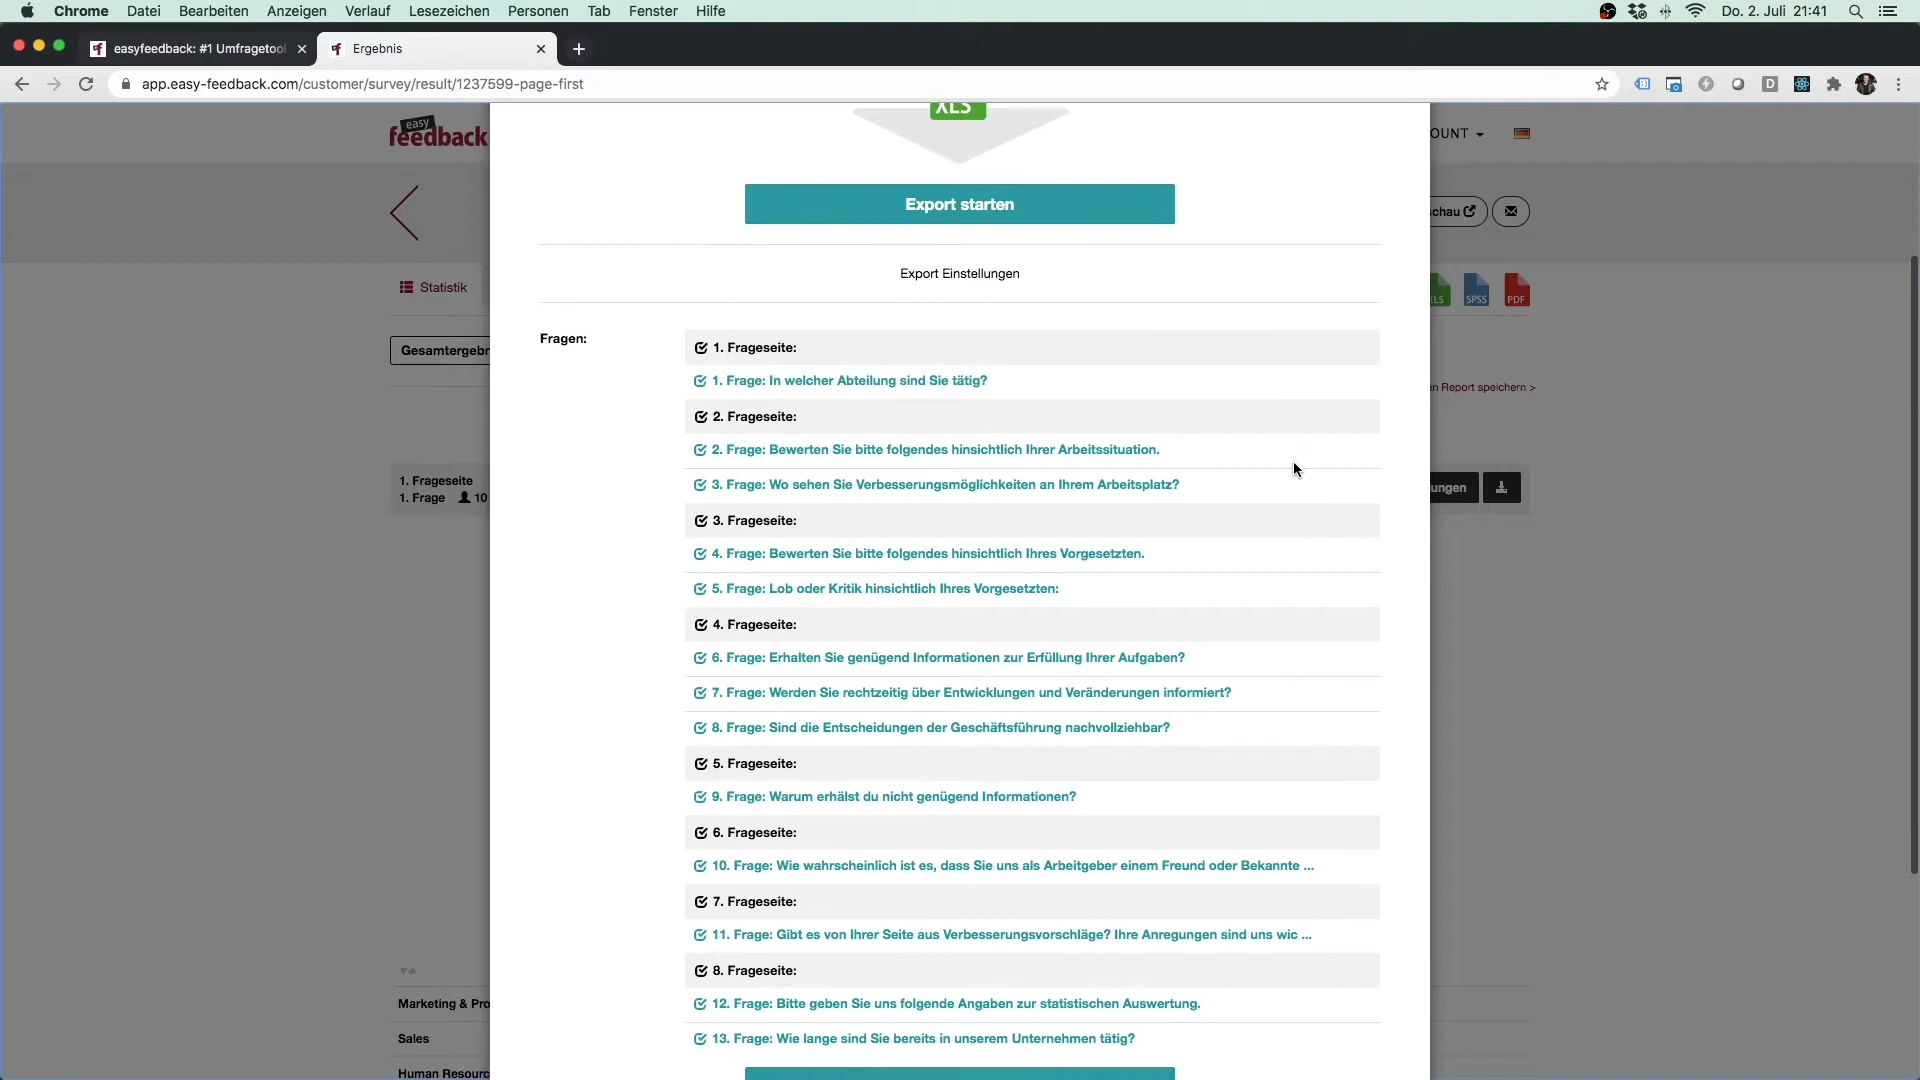 Chrome Datei Bearbeiten Anzeigen Verlauf Lesezeichen Personen Tab Fenster Hilfe
Do. 2. Juli 21:41
easyfeedback: #1 Umfragetool
Ergebnis
app.easy-feedback.com/customer/survey/result/1237599-page-first
XLS
easy
feedback
OUNT
Export starten
schau
Export Einstellungen
Statistik
XLS
SPSS
PDF
Fragen:
1. Frageseite:
Gesamtergebn
1. Frage: In welcher Abteilung sind Sie tätig?
en Report speichern >
2. Frageseite:
2. Frage: Bewerten Sie bitte folgendes hinsichtlich Ihrer Arbeitssituation.
1. Frageseite
3. Frage: Wo sehen Sie Verbesserungsmöglichkeiten an Ihrem Arbeitsplatz?
ungen
1. Frage 10
3. Frageseite:
4. Frage: Bewerten Sie bitte folgendes hinsichtlich Ihres Vorgesetzten.
5. Frage: Lob oder Kritik hinsichtlich Ihres Vorgesetzten:
4. Frageseite:
6. Frage: Erhalten Sie genügend Informationen zur Erfüllung Ihrer Aufgaben?
7. Frage: Werden Sie rechtzeitig über Entwicklungen und Veränderungen informiert?
8. Frage: Sind die Entscheidungen der Geschäftsführung nachvollziehbar?
5. Frageseite:
9. Frage: Warum erhälst du nicht genügend Informationen?
6. Frageseite:
10. Frage: Wie wahrscheinlich ist es, dass Sie uns als Arbeitgeber einem Freund oder Bekannte ...
7. Frageseite:
11. Frage: Gibt es von Ihrer Seite aus Verbesserungsvorschläge? Ihre Anregungen sind uns wic ...
8. Frageseite:
Marketing & Pro
12. Frage: Bitte geben Sie uns folgende Angaben zur statistischen Auswertung.
Sales
13. Frage: Wie lange sind Sie bereits in unserem Unternehmen tätig?
Human Resourc